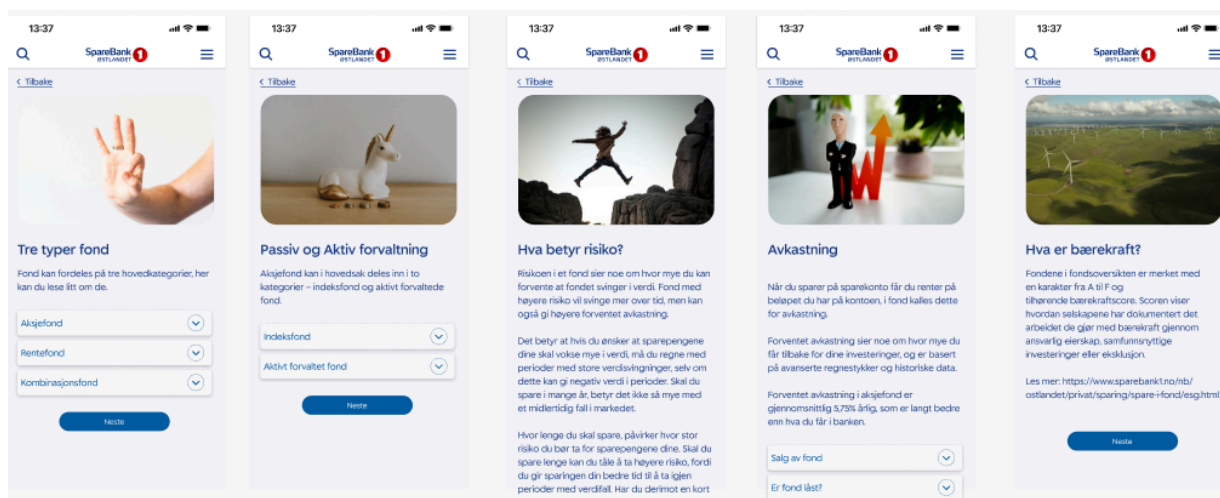 13:37
SpareBank 1
ØSTLANDET
< Tilbake
Tre typer fond
Fond kan fordeles på tre hovedkategorier, her
kan du lese litt om de.
Aksjefond
Rentefond
Kombinasjonsfond
Neste
13:37
SpareBank 1
ØSTLANDET
< Tilbake
Passiv og Aktiv forvaltning
Aksjefond kan i hovedsak deles inn i to
kategorier – indeksfond og aktivt forvaltede
fond.
Indeksfond
Aktivt forvaltet fond
Neste
13:37
SpareBank 1
ØSTLANDET
< Tilbake
Hva betyr risiko?
Risikoen i et fond sier noe om hvor mye du kan
forvente at fondet svinger i verdi. Fond med
høyere risiko vil svinge mer over tid, men kan
også gi høyere forventet avkastning.
Det betyr at hvis du ønsker at sparepengene
dine skal vokse mye i verdi, må du regne med
perioder med store verdisvingninger, selv om
dette kan gi negativ verdi i perioder. Skal du
spare i mange år, betyr det ikke så mye med
et midlertidig fall i markedet.
Hvor lenge du skal spare, påvirker hvor stor
risiko du bør ta for sparepengene dine. Skal du
spare lenge kan du tåle å ta høyere risiko, fordi
du gir sparingen din bedre tid til å ta igjen
perioder med verdifall. Har du derimot en kort
13:37
SpareBank 1
ØSTLANDET
< Tilbake
Avkastning
Når du sparer på sparekonto får du renter på
beløpet du har på kontoen, i fond kalles dette
for avkastning.
Forventet avkastning sier noe om hvor mye du
får tilbake for dine investeringer, og er basert
på avanserte regnestykker og historiske data.
Forventet avkastning i aksjefond er
gjennomsnittlig 5,75% årlig, som er langt bedre
enn hva du får i banken.
Salg av fond
Er fond låst?
13:37
SpareBank 1
ØSTLANDET
< Tilbake
Hva er bærekraft?
Fondene i fondsoversikten er merket med
en karakter fra A til F og
tilhørende bærekraftscore. Scoren viser
hvordan selskapene har dokumentert det
arbeidet de gjør med bærekraft gjennom
ansvarlig eierskap, samfunnsnyttige
investeringer eller eksklusjon.
Les mer: https://www.sparebank1.no/nb/
ostlandet/privat/sparing/spare-i-fond/esg.html
Neste